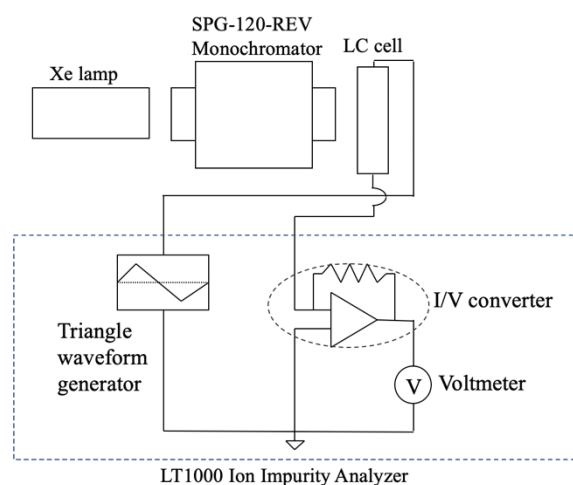 SPG-120-REV
Monochromator
LC cell
Xe lamp
I/V converter
Triangle
waveform
generator
V
Voltmeter
LT1000 Ion Impurity Analyzer